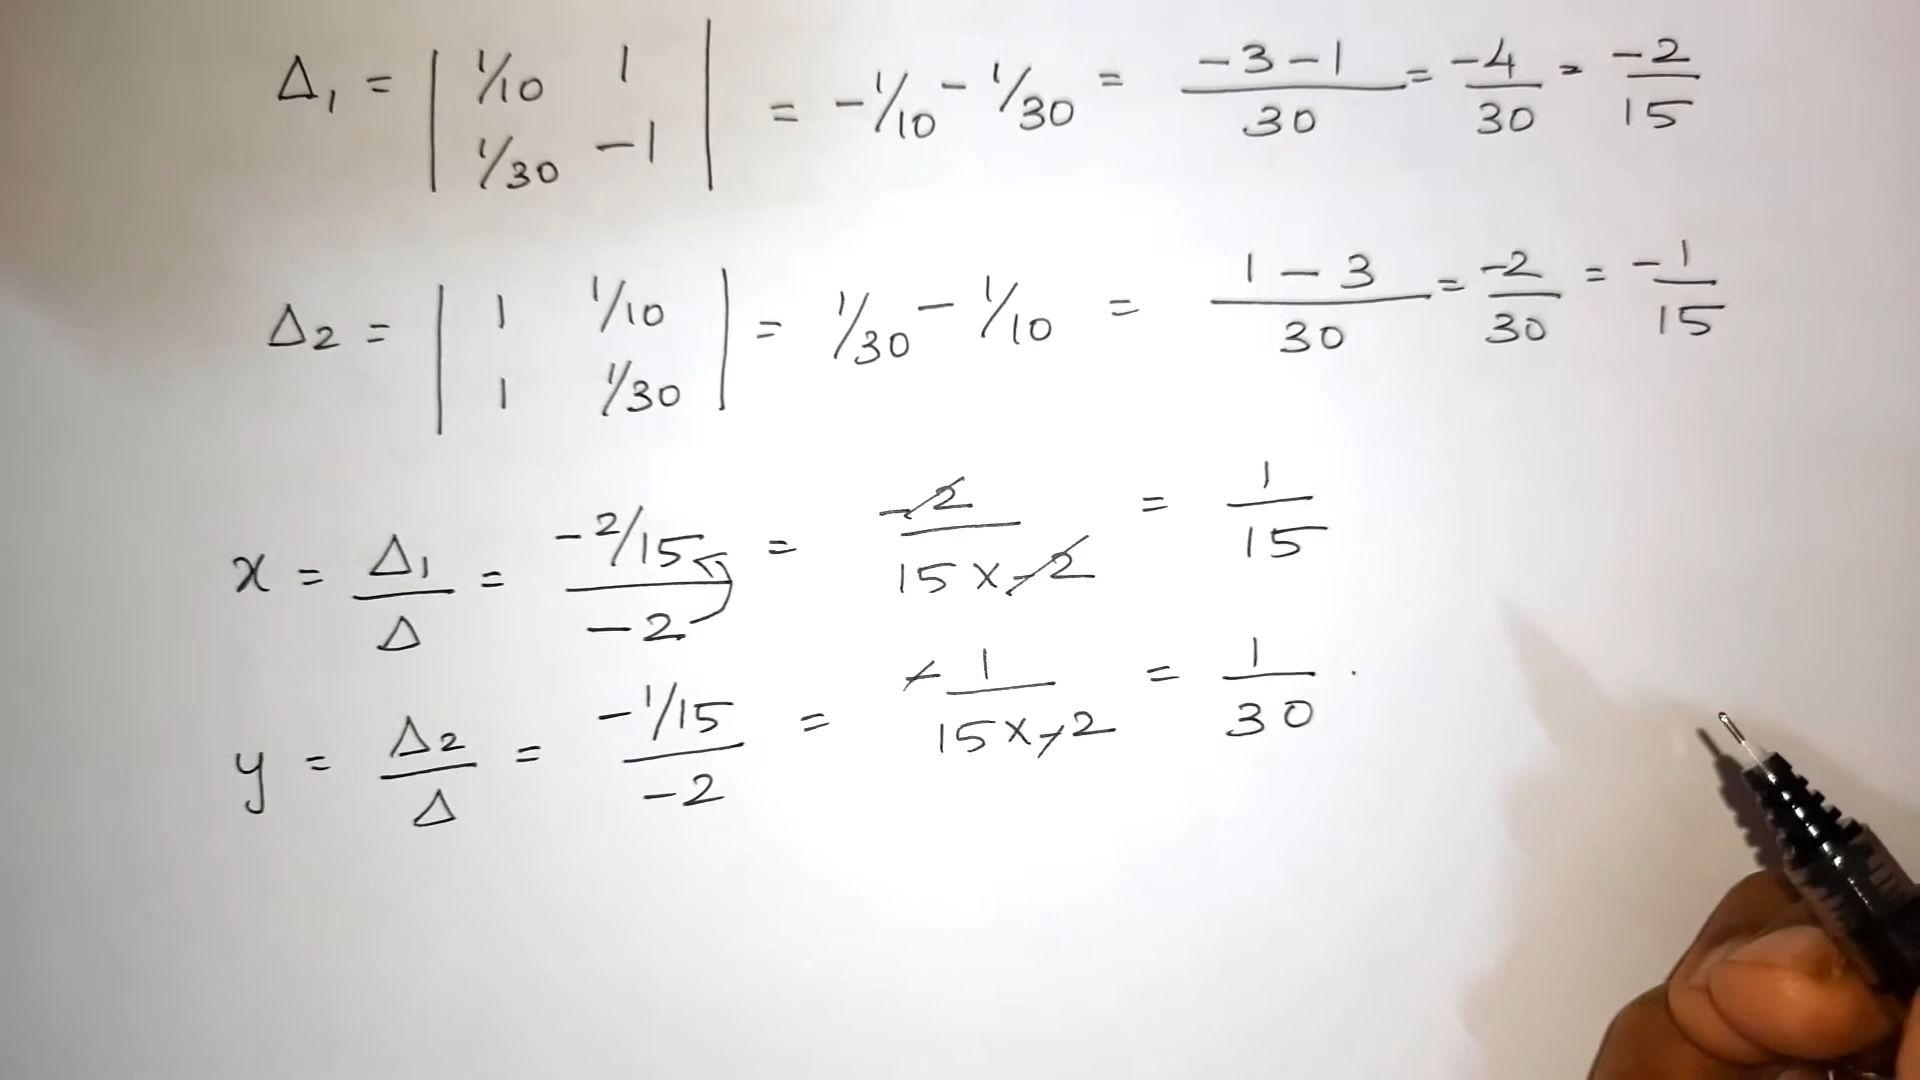 Δ₁ = | 1/10 1 ; 1/30 -1 | = -1/10 - 1/30 = (-3-1)/30 = -4/30 = -2/15
Δ2 = | 1 1/10 ; 1 1/30 | = 1/30 - 1/10 = (1-3)/30 = -2/30 = -1/15
x = Δ₁/Δ = (-2/15)/(-2) = -2/(15x-2) = 1/15
y = Δ2/Δ = (-1/15)/(-2) = -1/(15x-2) = 1/30.